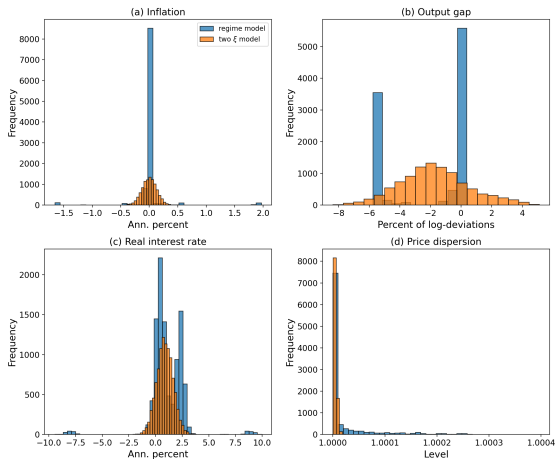 (a) Inflation
regime model
two ξ model
Frequency
8000
7000
6000
5000
4000
3000
2000
1000
0
−1.5 −1.0 −0.5 0.0 0.5 1.0 1.5 2.0
Ann. percent
(b) Output gap
Frequency
5000
4000
3000
2000
1000
0
−8 −6 −4 −2 0 2 4
Percent of log-deviations
(c) Real interest rate
Frequency
2000
1500
1000
500
0
−10.0 −7.5 −5.0 −2.5 0.0 2.5 5.0 7.5 10.0
Ann. percent
(d) Price dispersion
Frequency
8000
7000
6000
5000
4000
3000
2000
1000
0
1.0000 1.0001 1.0002 1.0003 1.0004
Level